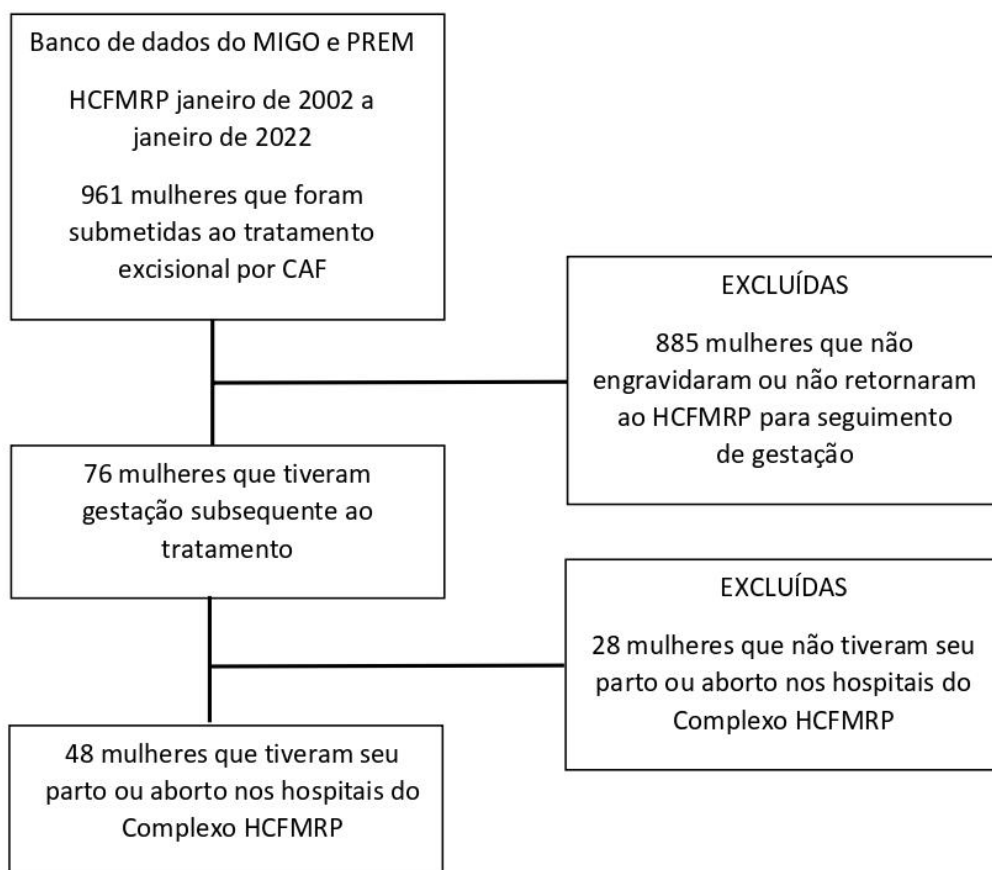 Banco de dados do MIGO e PREM
HCFMRP janeiro de 2002 a
janeiro de 2022
961 mulheres que foram
submetidas ao tratamento
excisional por CAF
EXCLUÍDAS
885 mulheres que não
engravidaram ou não retornaram
ao HCFMRP para seguimento
de gestação
76 mulheres que tiveram
gestação subsequente ao
tratamento
EXCLUÍDAS
28 mulheres que não tiveram seu
parto ou aborto nos hospitais do
Complexo HCFMRP
48 mulheres que tiveram seu
parto ou aborto nos hospitais do
Complexo HCFMRP